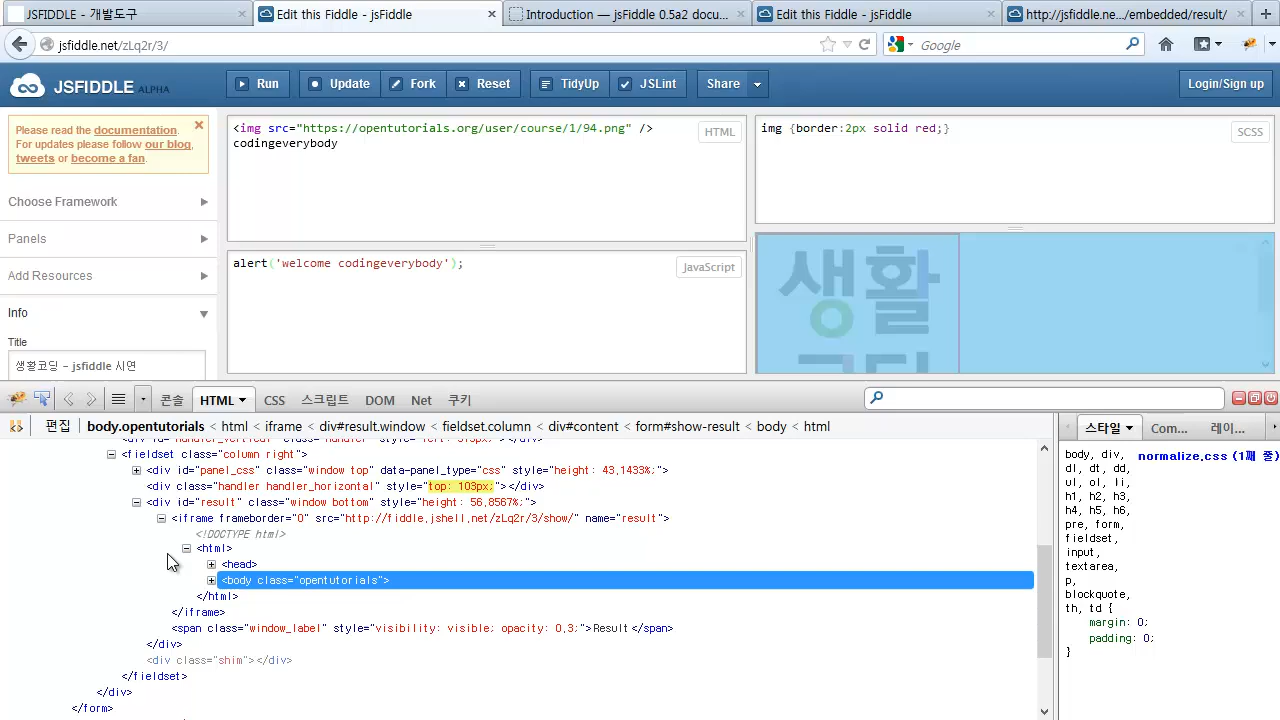 JSFIDDLE - 개발도구
Edit this Fiddle - jsFiddle
Introduction — jsFiddle 0.5a2 docu...
Edit this Fiddle - jsFiddle
http://jsfiddle.ne.../embedded/result/
jsfiddle.net/zLq2r/3/
Google
JSFIDDLE ALPHA
Run
Update
Fork
Reset
TidyUp
JSLint
Share
Login/Sign up
Please read the documentation.
For updates please follow our blog,
tweets or become a fan.
Choose Framework
Panels
Add Resources
Info
Title
생활코딩 - jsfiddle 시연
<img src="https://opentutorials.org/user/course/1/94.png" />
codingeverybody
HTML
img {border:2px solid red;}
SCSS
alert('welcome codingeverybody');
JavaScript
생활
콘솔
HTML
CSS
스크립트
DOM
Net
쿠키
편집
body.opentutorials < html < iframe < div#result.window < fieldset.column < div#content < form#show-result < body < html
<div id="handler_vertical" class="handler" style="left: 515px;"></div>
<fieldset class="column right">
<div id="panel_css" class="window top" data-panel_type="css" style="height: 43.1433%;">
<div class="handler handler_horizontal" style="top: 103px;"></div>
<div id="result" class="window bottom" style="height: 56.8567%;">
<iframe frameborder="0" src="http://fiddle.jshell.net/zLq2r/3/show/" name="result">
<!DOCTYPE html>
<html>
<head>
<body class="opentutorials">
</html>
</iframe>
<span class="window_label" style="visibility: visible; opacity: 0.3;">Result</span>
</div>
<div class="shim"></div>
</fieldset>
</div>
</form>
스타일
Com...
레이...
body, div,
dl, dt, dd,
ul, ol, li,
h1, h2, h3,
h4, h5, h6,
pre, form,
fieldset,
input,
textarea,
p,
blockquote,
th, td {
margin: 0;
padding: 0;
}
normalize.css (1째 줄)